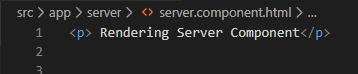 src > app > server > <> server.component.html > ...
1 <p> Rendering Server Component</p>
2
3